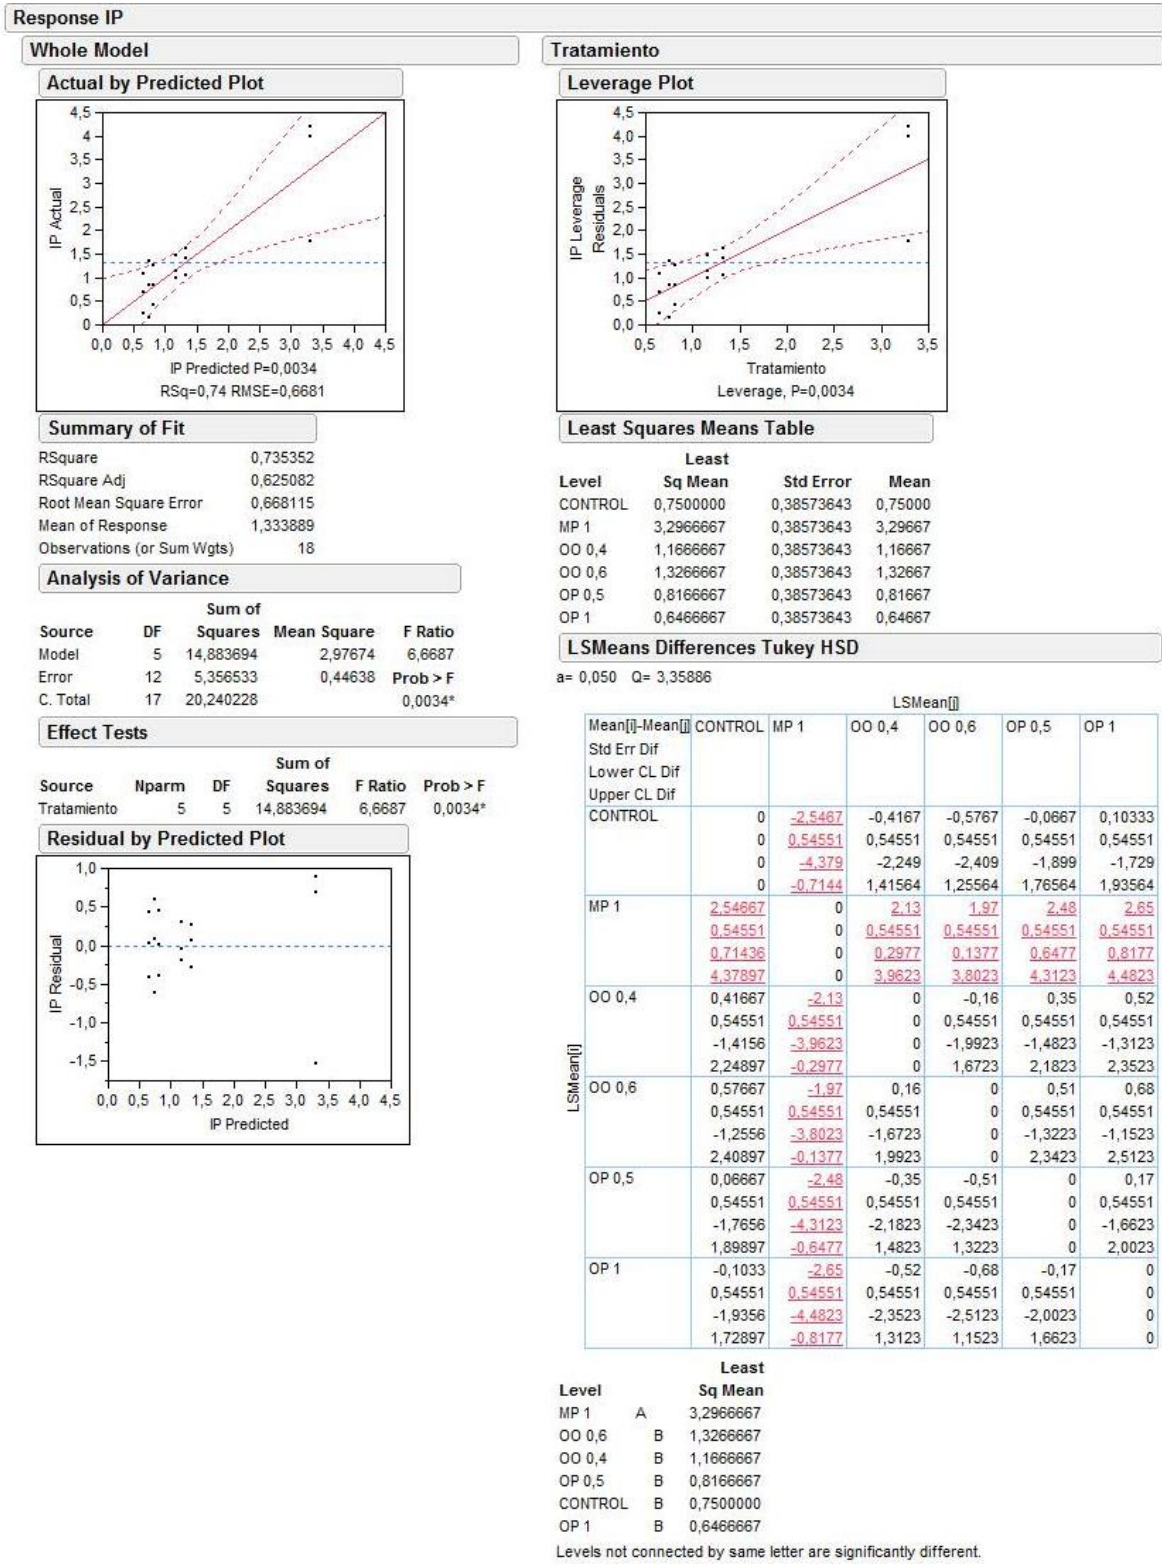 Response IP
Whole Model
Actual by Predicted Plot
4,5
4
3,5
3
2,5
2
1,5
1
0,5
0
IP Actual
0,0 0,5 1,0 1,5 2,0 2,5 3,0 3,5 4,0 4,5
IP Predicted P=0,0034
RSq=0,74 RMSE=0,6681
Summary of Fit
RSquare 0,735352
RSquare Adj 0,625082
Root Mean Square Error 0,668115
Mean of Response 1,333889
Observations (or Sum Wgts) 18
Analysis of Variance
Sum of
Source DF Squares Mean Square F Ratio
Model 5 14,883694 2,97674 6,6687
Error 12 5,356533 0,44638 Prob > F
C. Total 17 20,240228 0,0034*
Effect Tests
Sum of
Source Nparm DF Squares F Ratio Prob > F
Tratamiento 5 5 14,883694 6,6687 0,0034*
Residual by Predicted Plot
1,0
0,5
0,0
-0,5
-1,0
-1,5
IP Residual
0,0 0,5 1,0 1,5 2,0 2,5 3,0 3,5 4,0 4,5
IP Predicted
Tratamiento
Leverage Plot
4,5
4,0
3,5
3,0
2,5
2,0
1,5
1,0
0,5
0,0
IP Leverage
Residuals
0,5 1,0 1,5 2,0 2,5 3,0 3,5
Tratamiento
Leverage, P=0,0034
Least Squares Means Table
Least
Level Sq Mean Std Error Mean
CONTROL 0,7500000 0,38573643 0,75000
MP 1 3,2966667 0,38573643 3,29667
OO 0,4 1,1666667 0,38573643 1,16667
OO 0,6 1,3266667 0,38573643 1,32667
OP 0,5 0,8166667 0,38573643 0,81667
OP 1 0,6466667 0,38573643 0,64667
LSMeans Differences Tukey HSD
a= 0,050 Q= 3,35886
LSMean[j]
Mean[i]-Mean[j] CONTROL MP 1 OO 0,4 OO 0,6 OP 0,5 OP 1
Std Err Dif
Lower CL Dif
Upper CL Dif
LSMean[i]
CONTROL 0 -2,5467 -0,4167 -0,5767 -0,0667 0,10333
0 0,54551 0,54551 0,54551 0,54551 0,54551
0 -4,379 -2,249 -2,409 -1,899 -1,729
0 -0,7144 1,41564 1,25564 1,76564 1,93564
MP 1 2,54667 0 2,13 1,97 2,48 2,65
0,54551 0 0,54551 0,54551 0,54551 0,54551
0,71436 0 0,2977 0,1377 0,6477 0,8177
4,37897 0 3,9623 3,8023 4,3123 4,4823
OO 0,4 0,41667 -2,13 0 -0,16 0,35 0,52
0,54551 0,54551 0 0,54551 0,54551 0,54551
-1,4156 -3,9623 0 -1,9923 -1,4823 -1,3123
2,24897 -0,2977 0 1,6723 2,1823 2,3523
OO 0,6 0,57667 -1,97 0,16 0 0,51 0,68
0,54551 0,54551 0,54551 0 0,54551 0,54551
-1,2556 -3,8023 -1,6723 0 -1,3223 -1,1523
2,40897 -0,1377 1,9923 0 2,3423 2,5123
OP 0,5 0,06667 -2,48 -0,35 -0,51 0 0,17
0,54551 0,54551 0,54551 0,54551 0 0,54551
-1,7656 -4,3123 -2,1823 -2,3423 0 -1,6623
1,89897 -0,6477 1,4823 1,3223 0 2,0023
OP 1 -0,1033 -2,65 -0,52 -0,68 -0,17 0
0,54551 0,54551 0,54551 0,54551 0,54551 0
-1,9356 -4,4823 -2,3523 -2,5123 -2,0023 0
1,72897 -0,8177 1,3123 1,1523 1,6623 0
Least
Level Sq Mean
MP 1 A 3,2966667
OO 0,6 B 1,3266667
OO 0,4 B 1,1666667
OP 0,5 B 0,8166667
CONTROL B 0,7500000
OP 1 B 0,6466667
Levels not connected by same letter are significantly different.